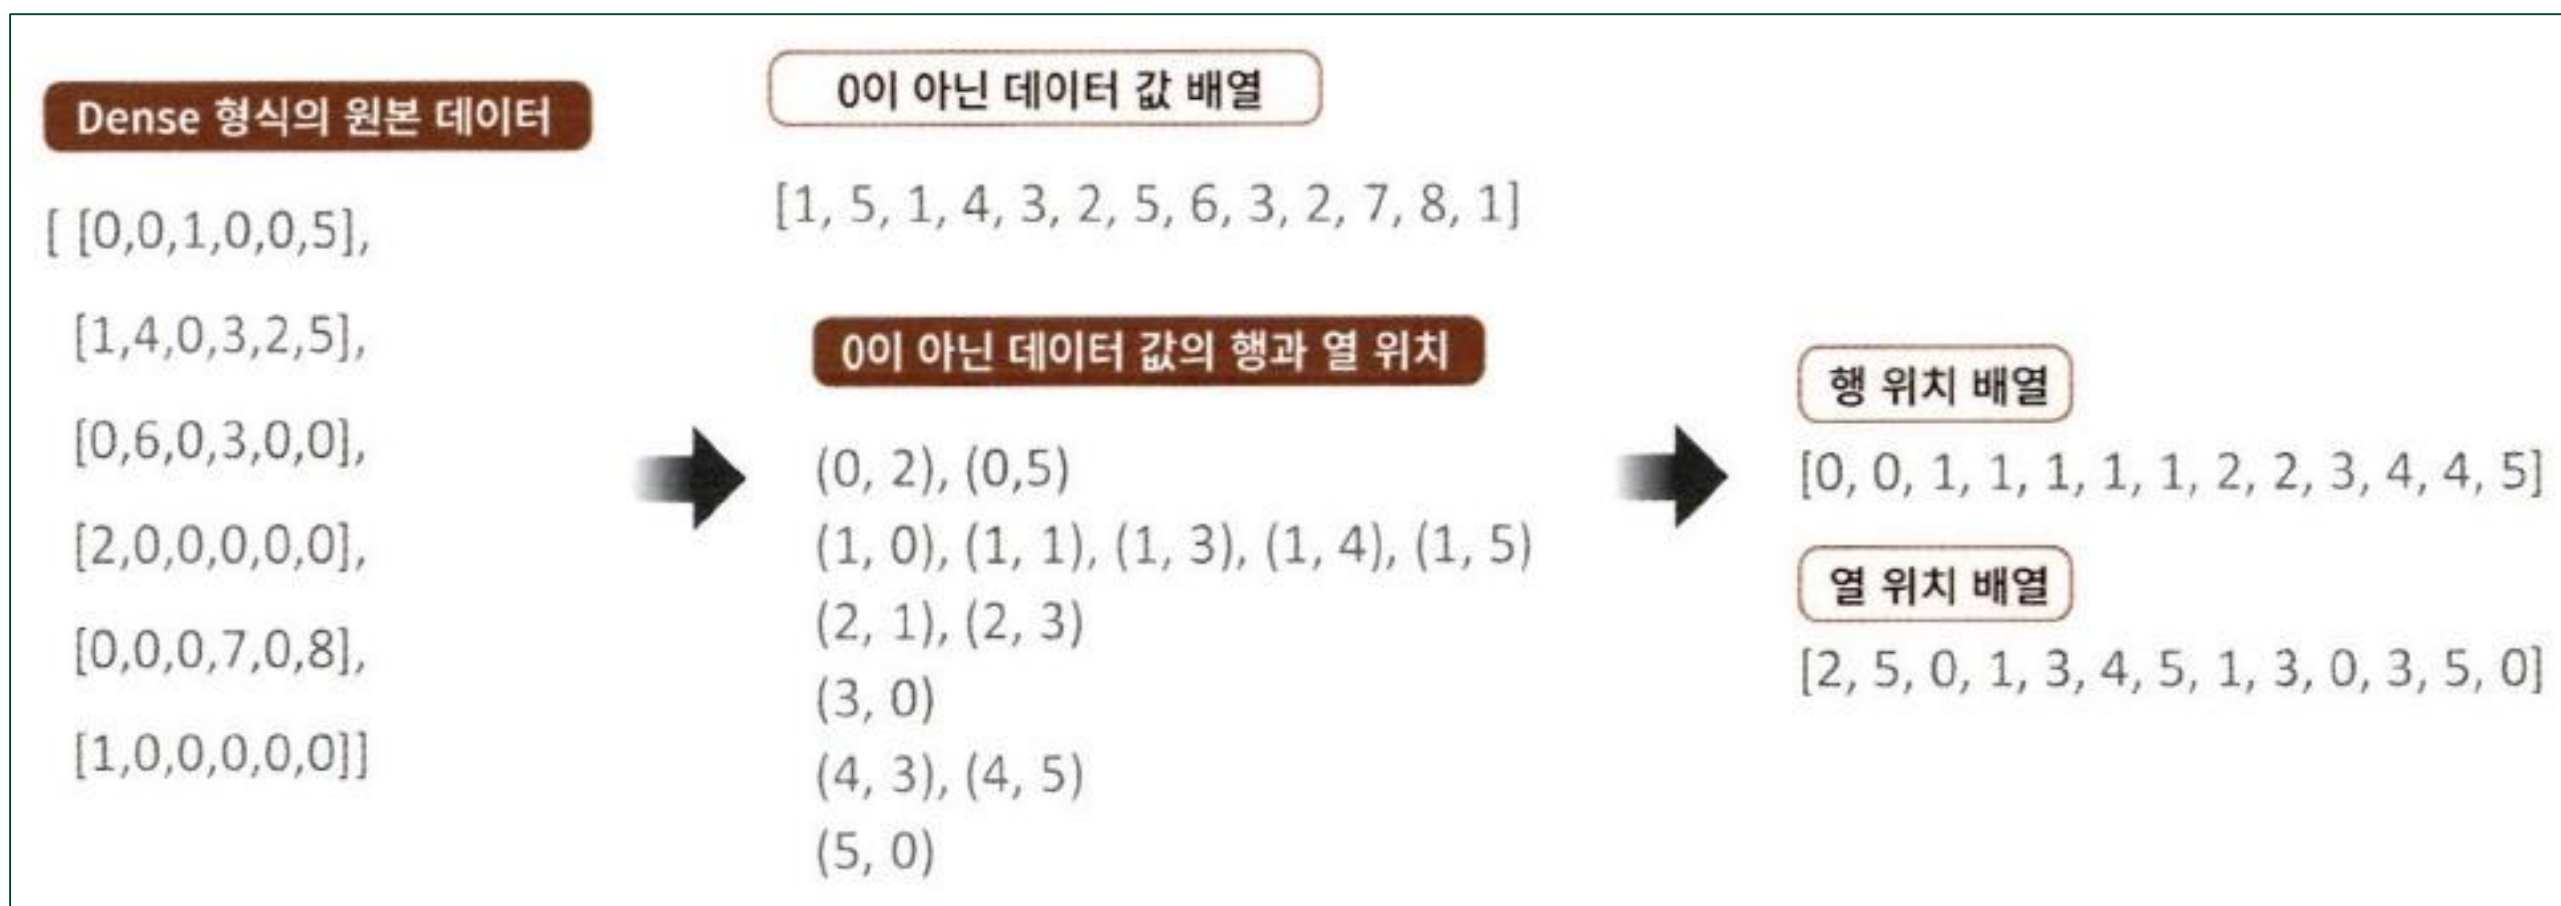 Dense 형식의 원본 데이터
[ [0,0,1,0,0,5],
[1,4,0,3,2,5],
[0,6,0,3,0,0],
[2,0,0,0,0,0],
[0,0,0,7,0,8],
[1,0,0,0,0,0]]
0이 아닌 데이터 값 배열
[1, 5, 1, 4, 3, 2, 5, 6, 3, 2, 7, 8, 1]
0이 아닌 데이터 값의 행과 열 위치
(0, 2), (0,5)
(1, 0), (1, 1), (1, 3), (1, 4), (1, 5)
(2, 1), (2, 3)
(3, 0)
(4, 3), (4, 5)
(5, 0)
행 위치 배열
[0, 0, 1, 1, 1, 1, 1, 2, 2, 3, 4, 4, 5]
열 위치 배열
[2, 5, 0, 1, 3, 4, 5, 1, 3, 0, 3, 5, 0]